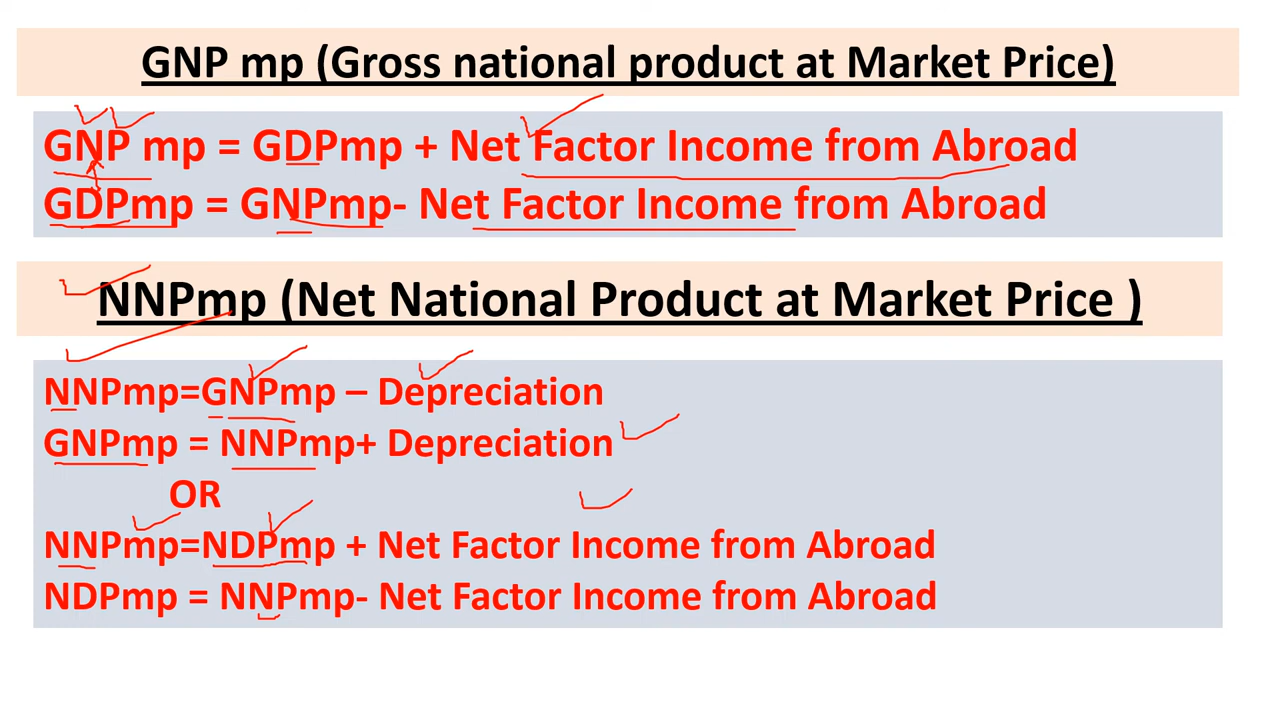 GNP mp (Gross national product at Market Price)
GNP mp = GDPmp + Net Factor Income from Abroad
GDPmp = GNPmp- Net Factor Income from Abroad
NNPmp (Net National Product at Market Price )
NNPmp=GNPmp – Depreciation
GNPmp = NNPmp+ Depreciation
OR
NNPmp=NDPmp + Net Factor Income from Abroad
NDPmp = NNPmp- Net Factor Income from Abroad